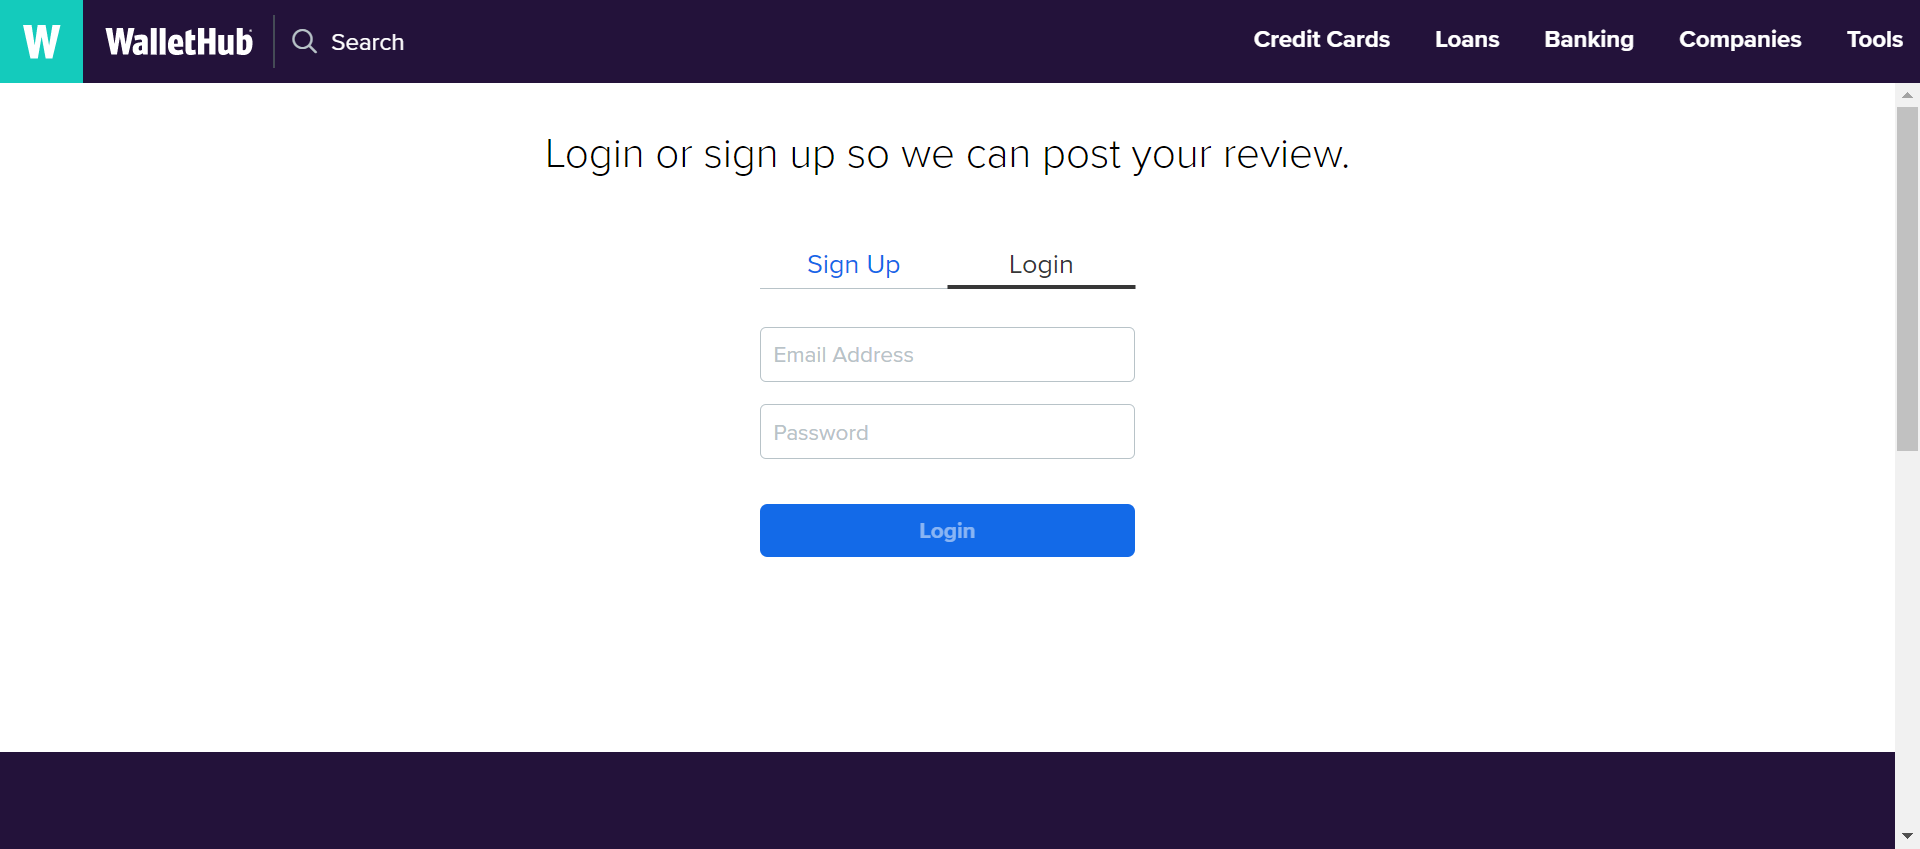 W WalletHub Search Credit Cards Loans Banking Companies Tools
Login or sign up so we can post your review.
Sign Up Login
Email Address
Password
Login